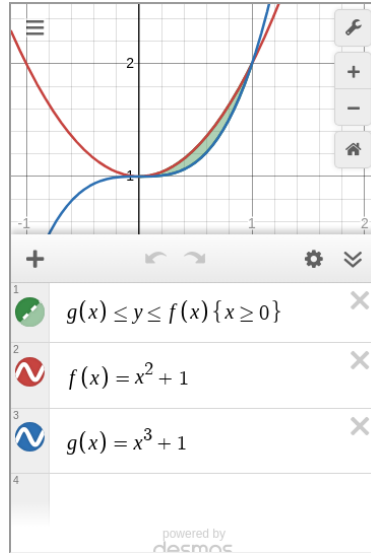 2
1
-1
1
2
1
g(x) ≤ y ≤ f(x) {x ≥ 0}
2
f(x) = x² + 1
3
g(x) = x³ + 1
4
powered by
desmos